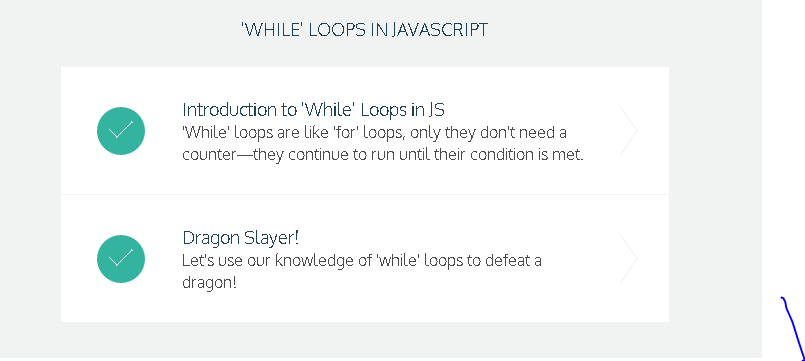 'WHILE' LOOPS IN JAVASCRIPT
Introduction to 'While' Loops in JS
'While' loops are like 'for' loops, only they don't need a
counter—they continue to run until their condition is met.
Dragon Slayer!
Let's use our knowledge of 'while' loops to defeat a
dragon!